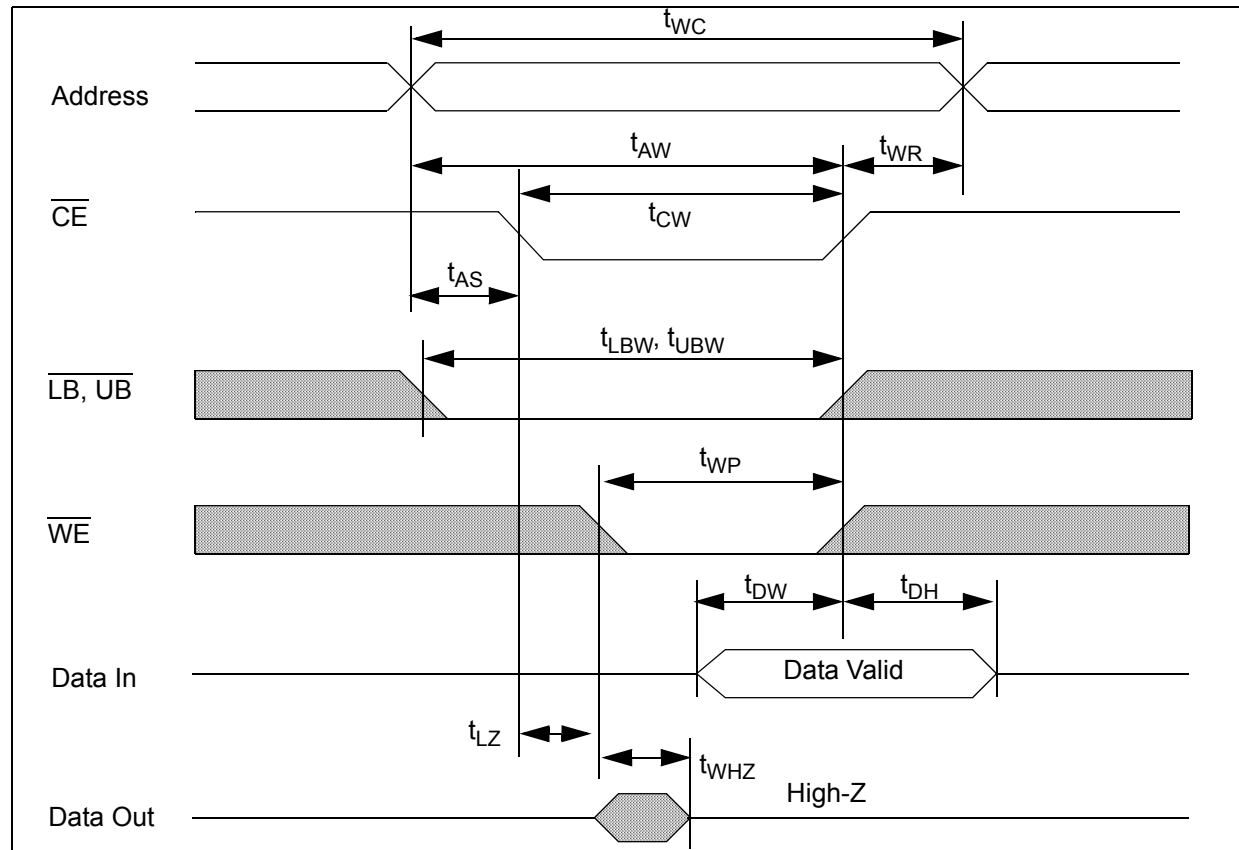 tWC
Address
tAW
tWR
CE
tCW
tAS
tLBW, tUBW
LB, UB
tWP
WE
tDW
tDH
Data In
Data Valid
tLZ
tWHZ
Data Out
High-Z